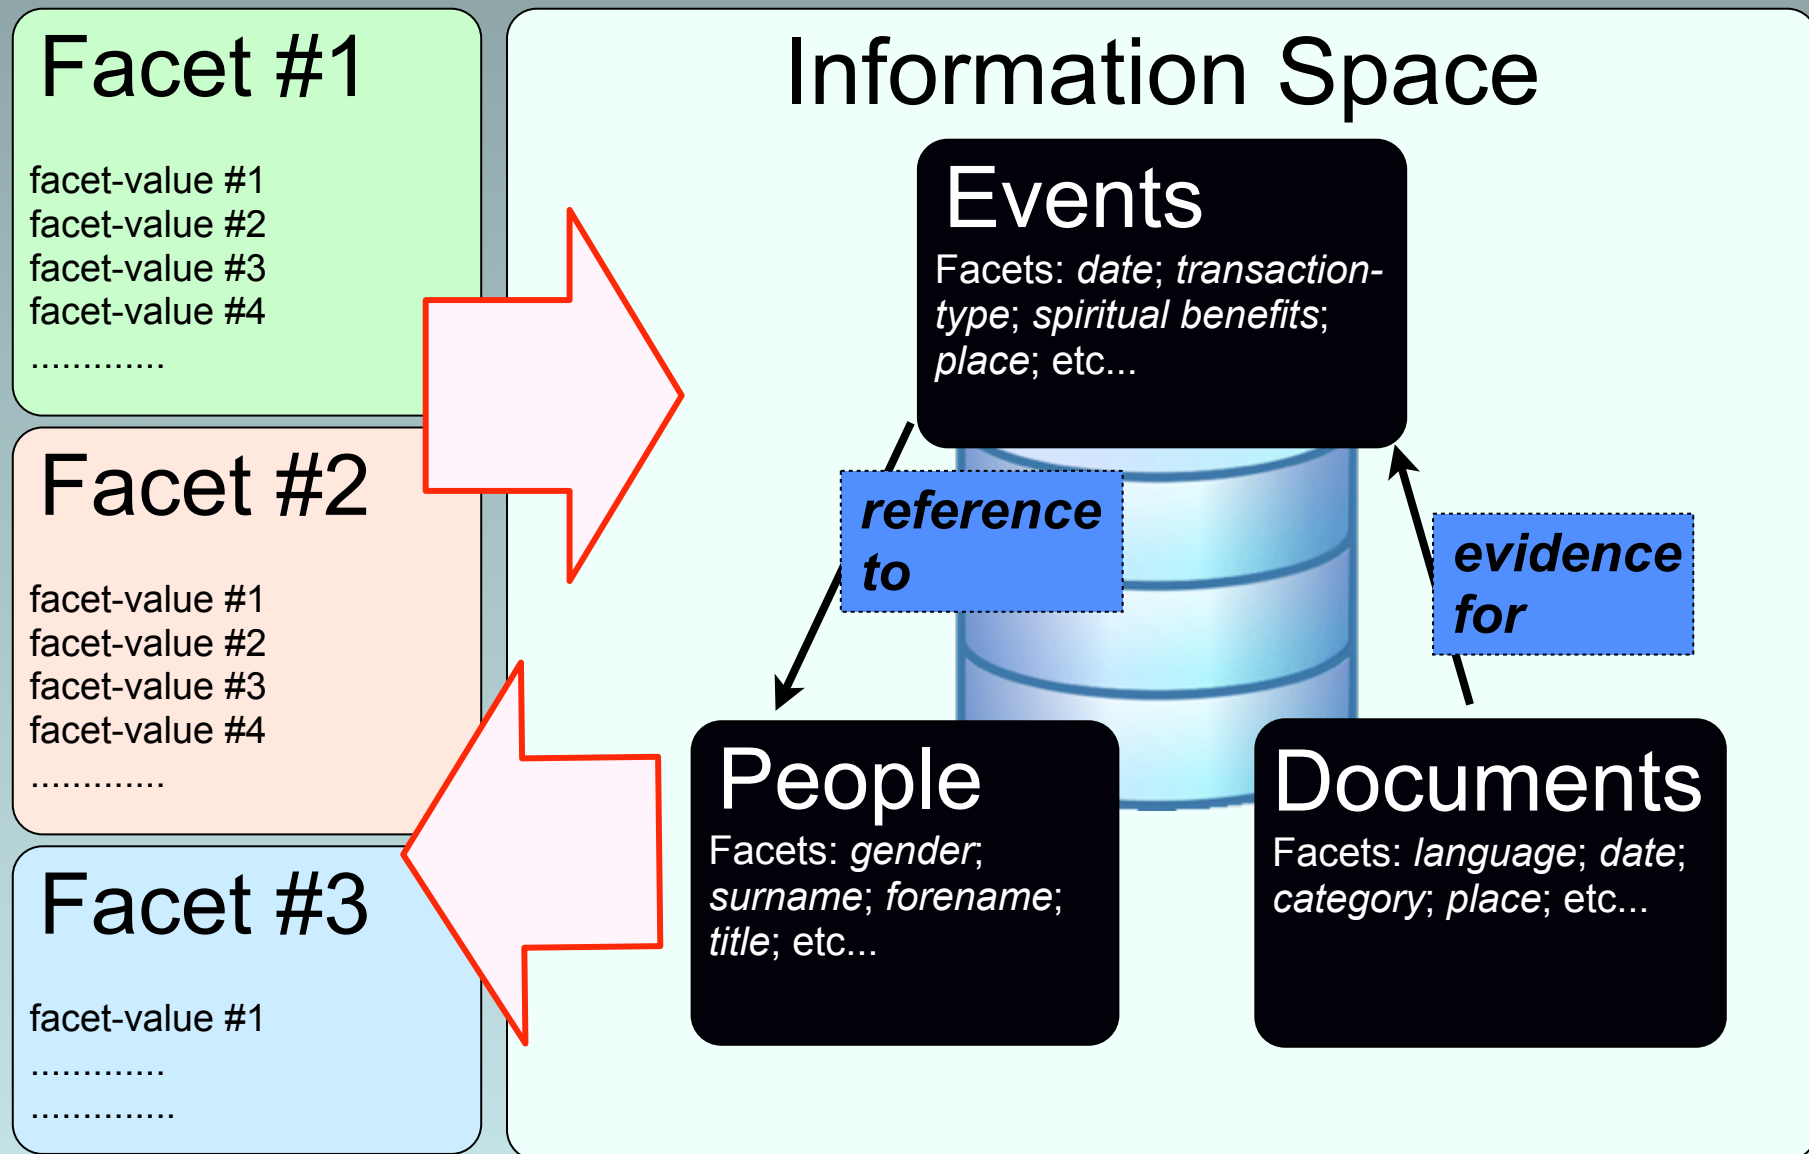 Facet #1
facet-value #1
facet-value #2
facet-value #3
facet-value #4
.............
Facet #2
facet-value #1
facet-value #2
facet-value #3
facet-value #4
.............
Facet #3
facet-value #1
.............
..............
Information Space
Events
Facets: date; transaction-
type; spiritual benefits;
place; etc...
reference
to
evidence
for
People
Facets: gender;
surname; forename;
title; etc...
Documents
Facets: language; date;
category; place; etc...